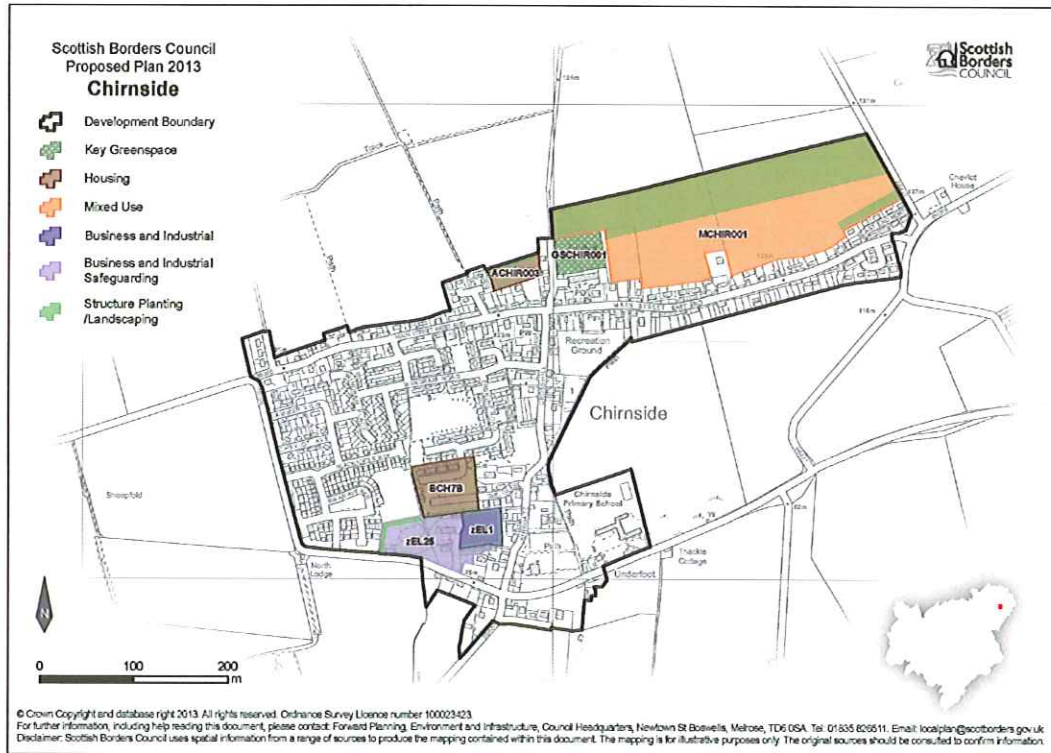 Scottish Borders Council
Proposed Plan 2013
Chirnside
Development Boundary
Key Greenspace
Housing
Mixed Use
Business and Industrial
Business and Industrial
Safeguarding
Structure Planting
/Landscaping
Scottish
Borders
COUNCIL
Track
Path
Path
Cheviot
House
MCHIR001
GSCHIR001
ACHIR003
Recreation
Ground
Path
Chirnside
Sheepfold
BCH7B
Chirnside
Primary School
zEL1
zEL25
Path
North
Lodge
Underfoot
Thackle
Cottage
N
0 100 200
m
© Crown Copyright and database right 2013. All rights reserved. Ordnance Survey Licence number 100023423.
For further information, including help reading this document, please contact: Forward Planning, Environment and Infrastructure, Council Headquarters, Newtown St Boswells, Melrose, TD6 0SA. Tel: 01835 826511. Email: localplan@scotborders.gov.uk
Disclaimer: Scottish Borders Council uses spatial information from a range of sources to produce the mapping contained within this document. The mapping is for illustrative purposes only. The original sources should be consulted to confirm information.